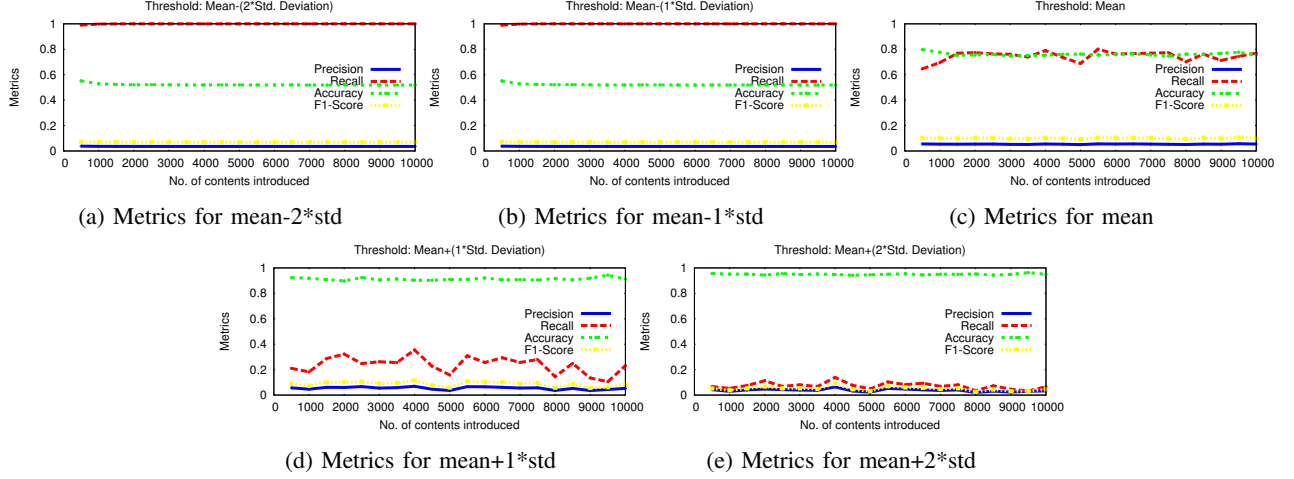 Threshold: Mean-(2*Std. Deviation)
Metrics
1
0.8
0.6
0.4
0.2
0
Precision
Recall
Accuracy
F1-Score
0 1000 2000 3000 4000 5000 6000 7000 8000 9000 10000
No. of contents introduced
(a) Metrics for mean-2*std
Threshold: Mean-(1*Std. Deviation)
Metrics
1
0.8
0.6
0.4
0.2
0
Precision
Recall
Accuracy
F1-Score
0 1000 2000 3000 4000 5000 6000 7000 8000 9000 10000
No. of contents introduced
(b) Metrics for mean-1*std
Threshold: Mean
Metrics
1
0.8
0.6
0.4
0.2
0
Precision
Recall
Accuracy
F1-Score
0 1000 2000 3000 4000 5000 6000 7000 8000 9000 10000
No. of contents introduced
(c) Metrics for mean
Threshold: Mean+(1*Std. Deviation)
Metrics
1
0.8
0.6
0.4
0.2
0
Precision
Recall
Accuracy
F1-Score
0 1000 2000 3000 4000 5000 6000 7000 8000 9000 10000
No. of contents introduced
(d) Metrics for mean+1*std
Threshold: Mean+(2*Std. Deviation)
Metrics
1
0.8
0.6
0.4
0.2
0
Precision
Recall
Accuracy
F1-Score
0 1000 2000 3000 4000 5000 6000 7000 8000 9000 10000
No. of contents introduced
(e) Metrics for mean+2*std